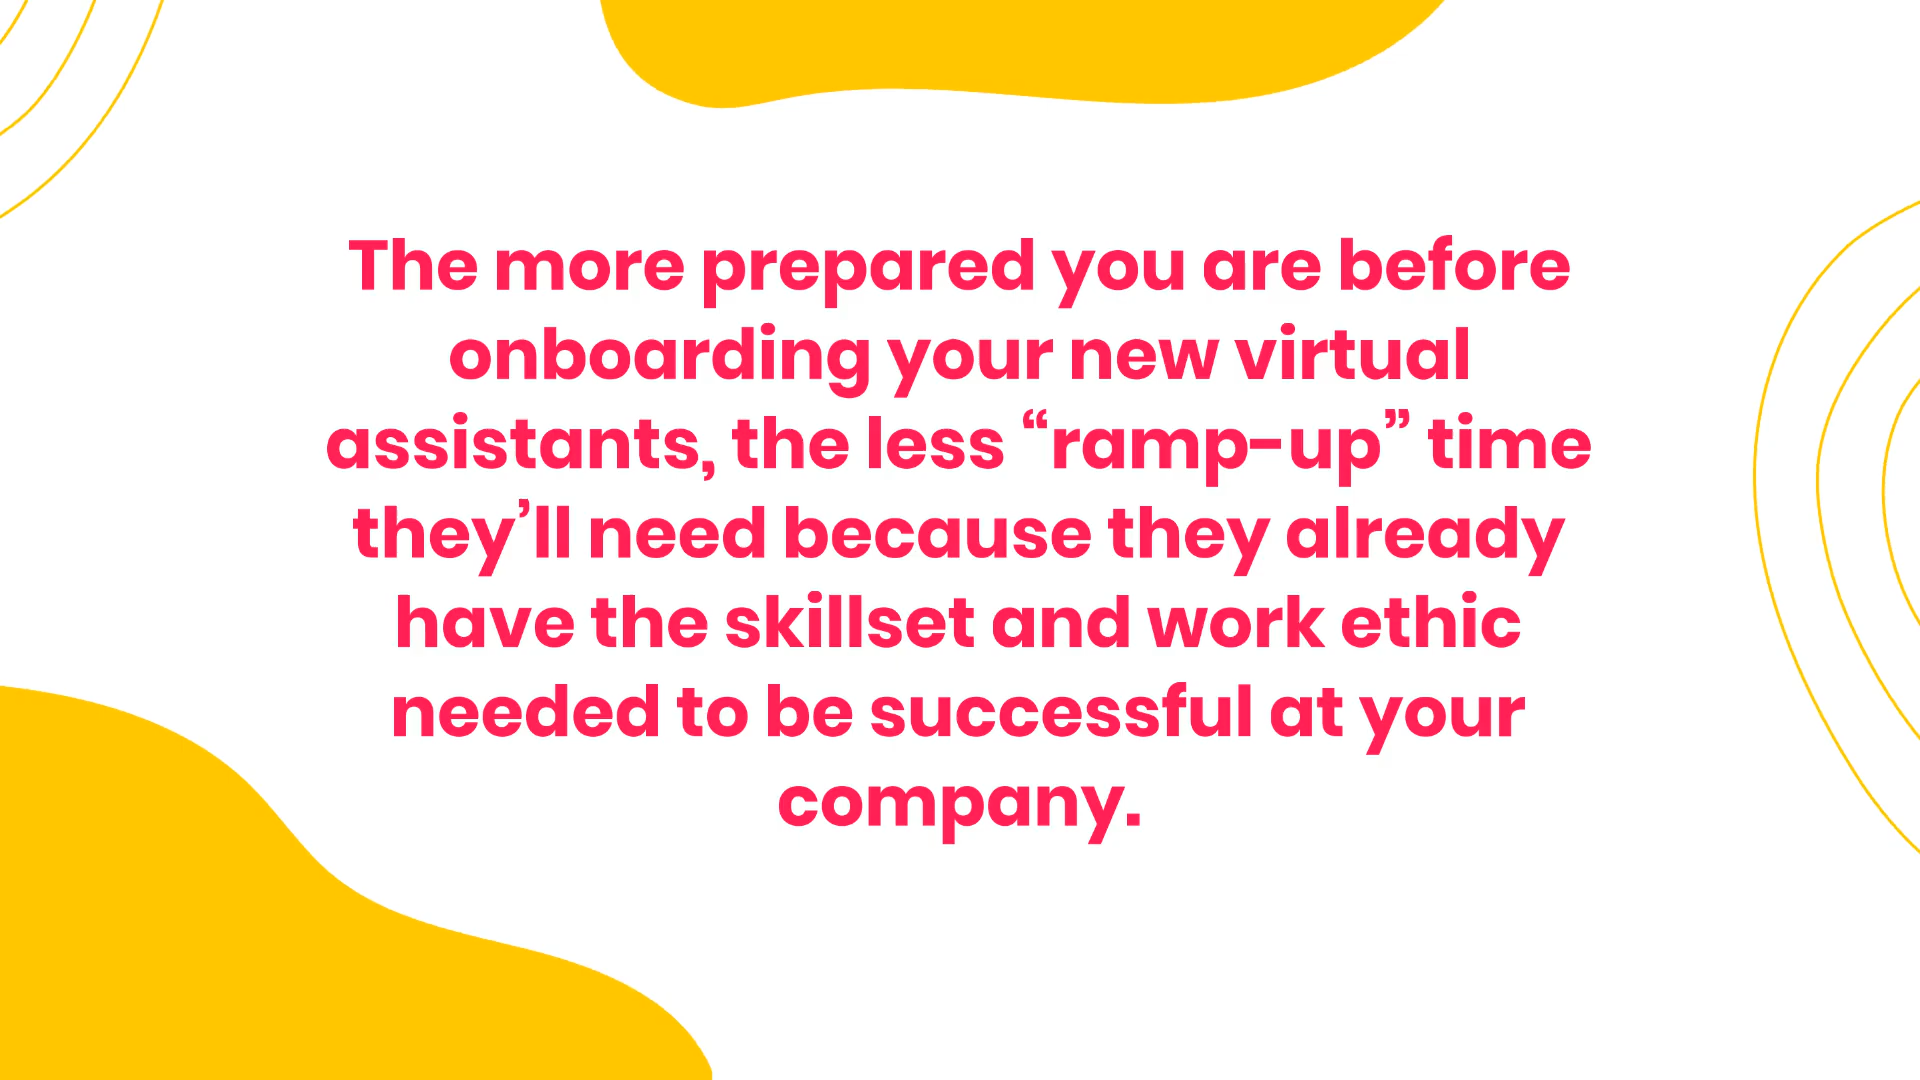 The more prepared you are before
onboarding your new virtual
assistants, the less “ramp-up” time
they’ll need because they already
have the skillset and work ethic
needed to be successful at your
company.